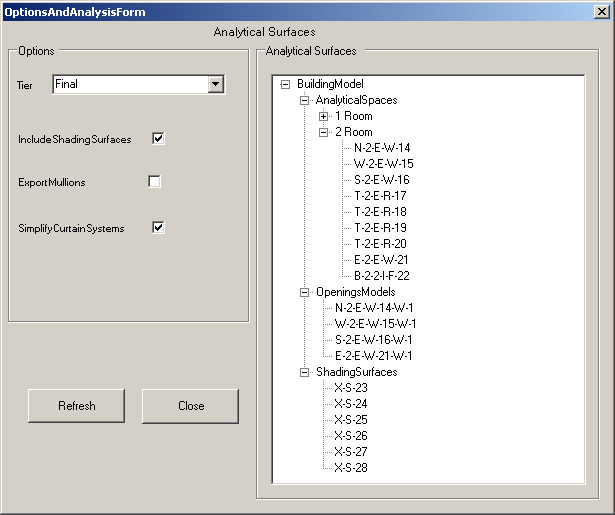 OptionsAndAnalysisForm
Analytical Surfaces
Options
Tier
Final
IncludeShadingSurfaces
ExportMullions
SimplifyCurtainSystems
Refresh
Close
Analytical Surfaces
BuildingModel
AnalyticalSpaces
1 Room
2 Room
N-2-E-W-14
W-2-E-W-15
S-2-E-W-16
T-2-E-R-17
T-2-E-R-18
T-2-E-R-19
T-2-E-R-20
E-2-E-W-21
B-2-2-I-F-22
OpeningsModels
N-2-E-W-14-W-1
W-2-E-W-15-W-1
S-2-E-W-16-W-1
E-2-E-W-21-W-1
ShadingSurfaces
X-S-23
X-S-24
X-S-25
X-S-26
X-S-27
X-S-28